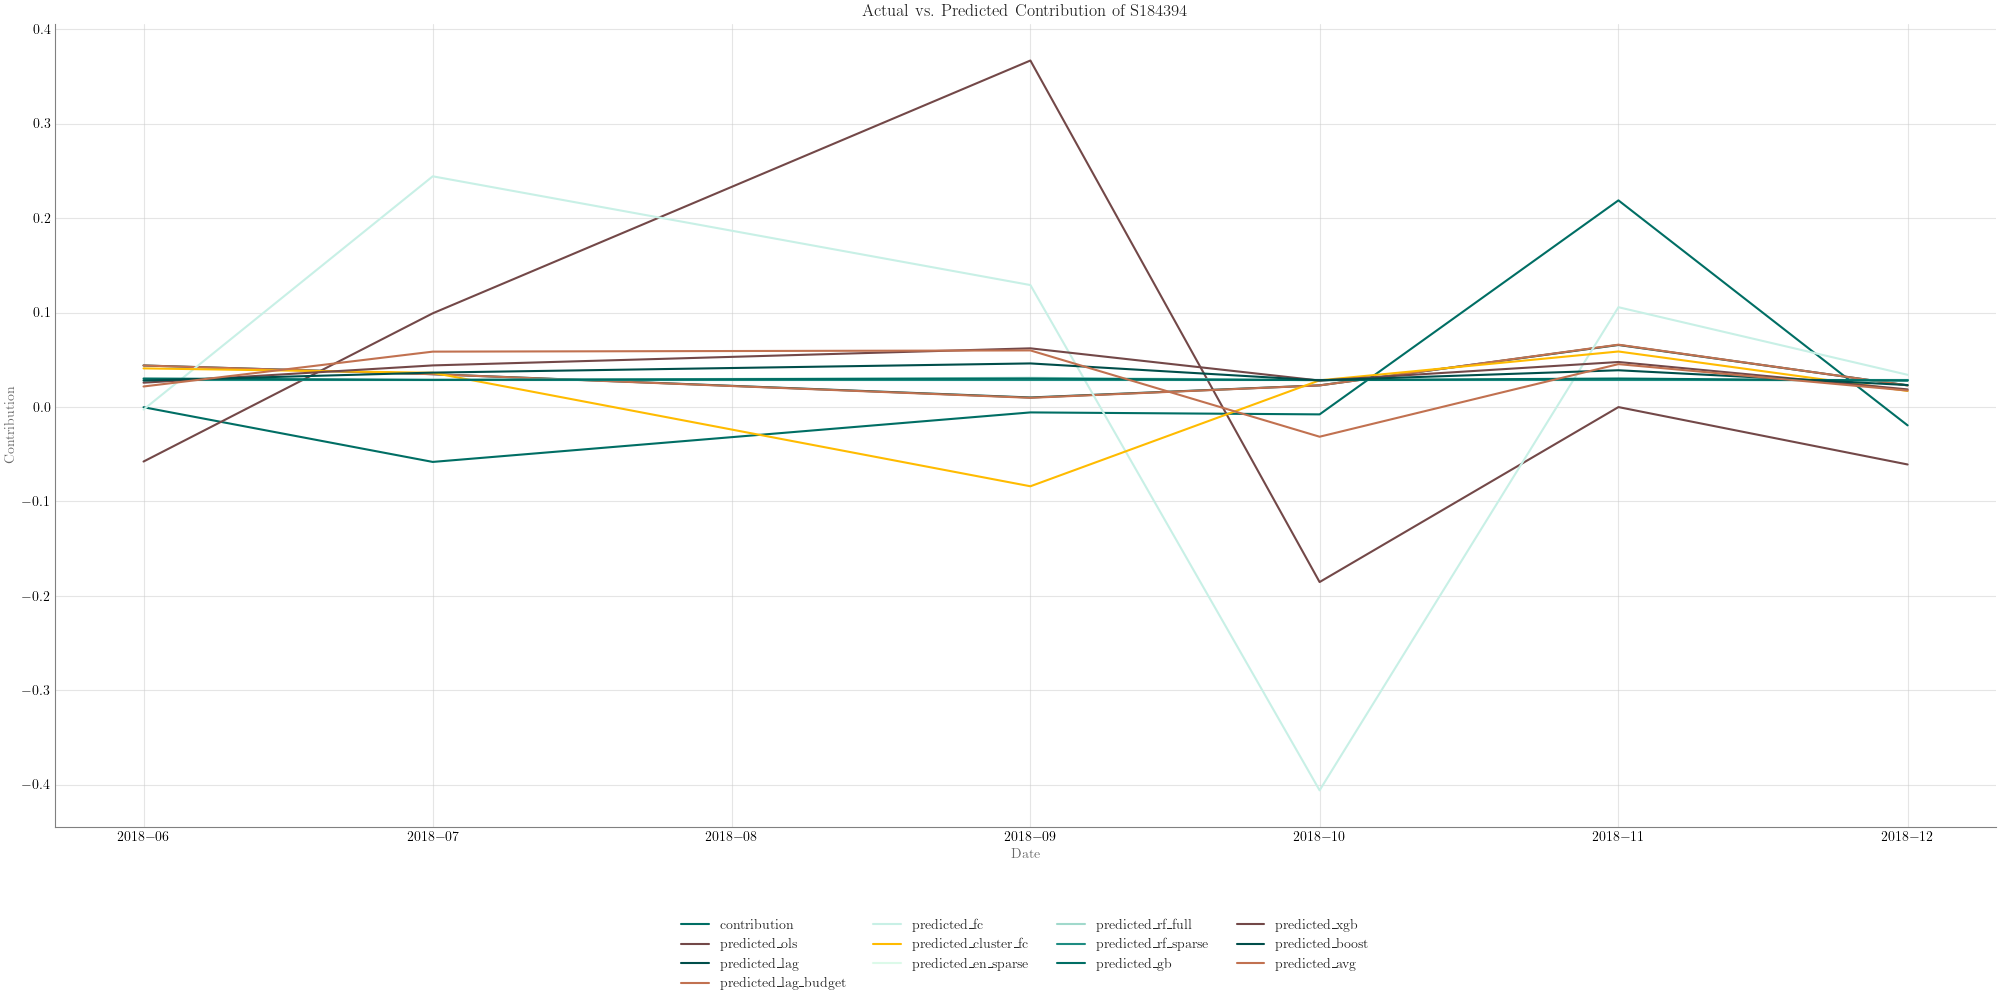 Actual vs. Predicted Contribution of S184394
0.4
0.3
0.2
0.1
0.0
−0.1
−0.2
−0.3
−0.4
Contribution
2018−06 2018−07 2018−08 2018−09 2018−10 2018−11 2018−12
Date
contribution predicted_fc predicted_rf_full predicted_xgb
predicted_ols predicted_cluster_fc predicted_rf_sparse predicted_boost
predicted_lag predicted_en_sparse predicted_gb predicted_avg
predicted_lag_budget